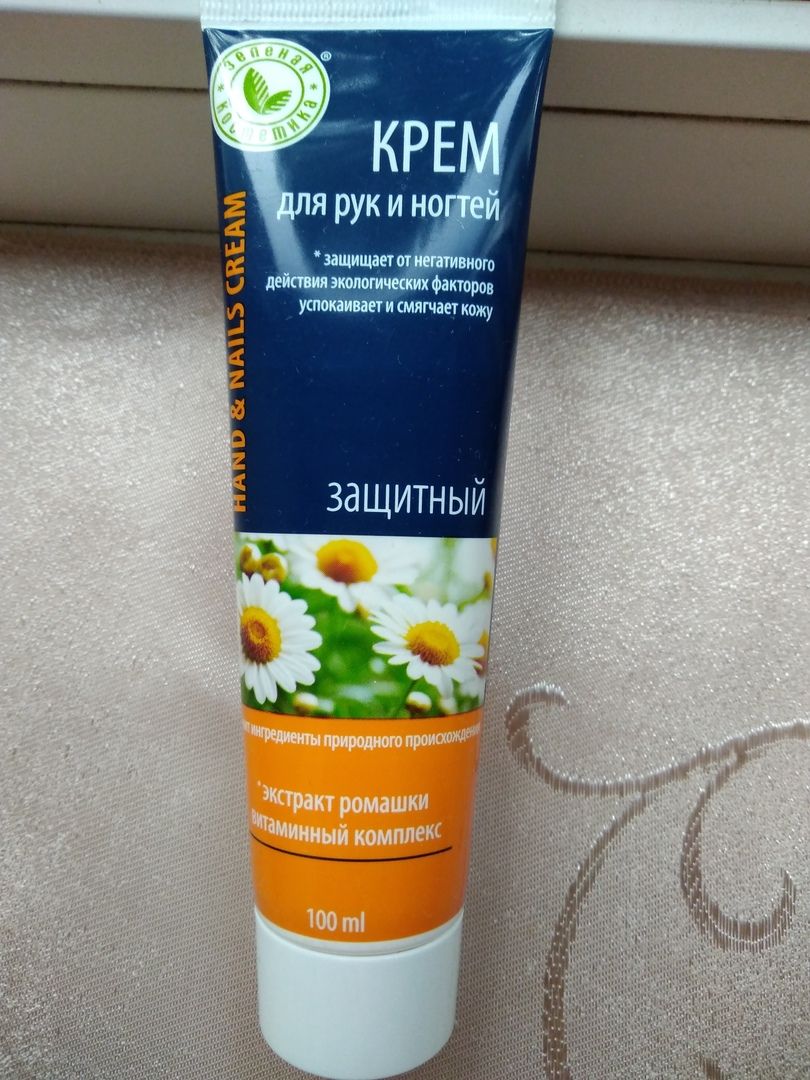 * Зеленая * косметика
®
КРЕМ
для рук и ногтей
* защищает от негативного
действия экологических факторов
успокаивает и смягчает кожу
HAND & NAILS CREAM
защитный
ингредиенты природного происхождения
* экстракт ромашки
витаминный комплекс
100 ml